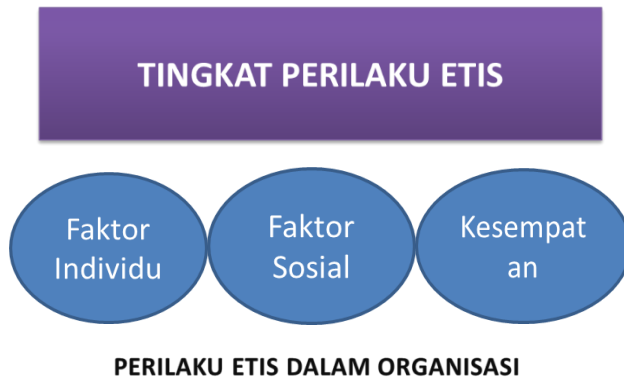 TINGKAT PERILAKU ETIS
Faktor
Individu
Faktor
Sosial
Kesempat
an
PERILAKU ETIS DALAM ORGANISASI